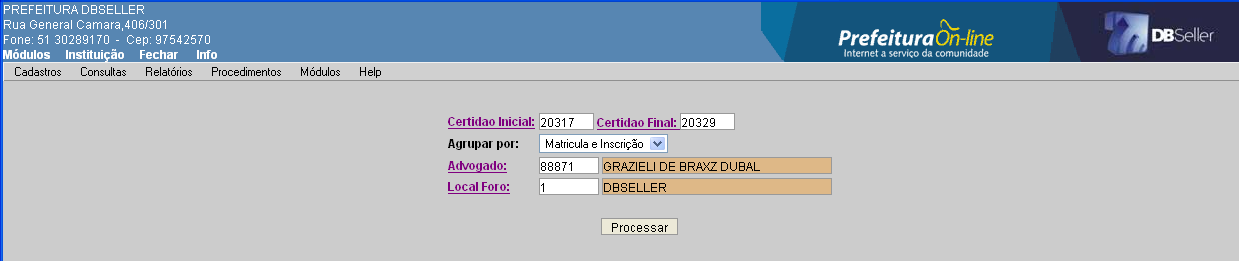 PREFEITURA DBSELLER
Rua General Camara,406/301
Fone: 51 30289170 - Cep: 97542570
Módulos Instituição Fechar Info
PrefeituraOn-line
Internet a serviço da comunidade
DBSeller
Cadastros Consultas Relatórios Procedimentos Módulos Help
Certidao Inicial: 20317 Certidao Final: 20329
Agrupar por: Matricula e Inscrição
Advogado: 88871 GRAZIELI DE BRAXZ DUBAL
Local Foro: 1 DBSELLER
Processar